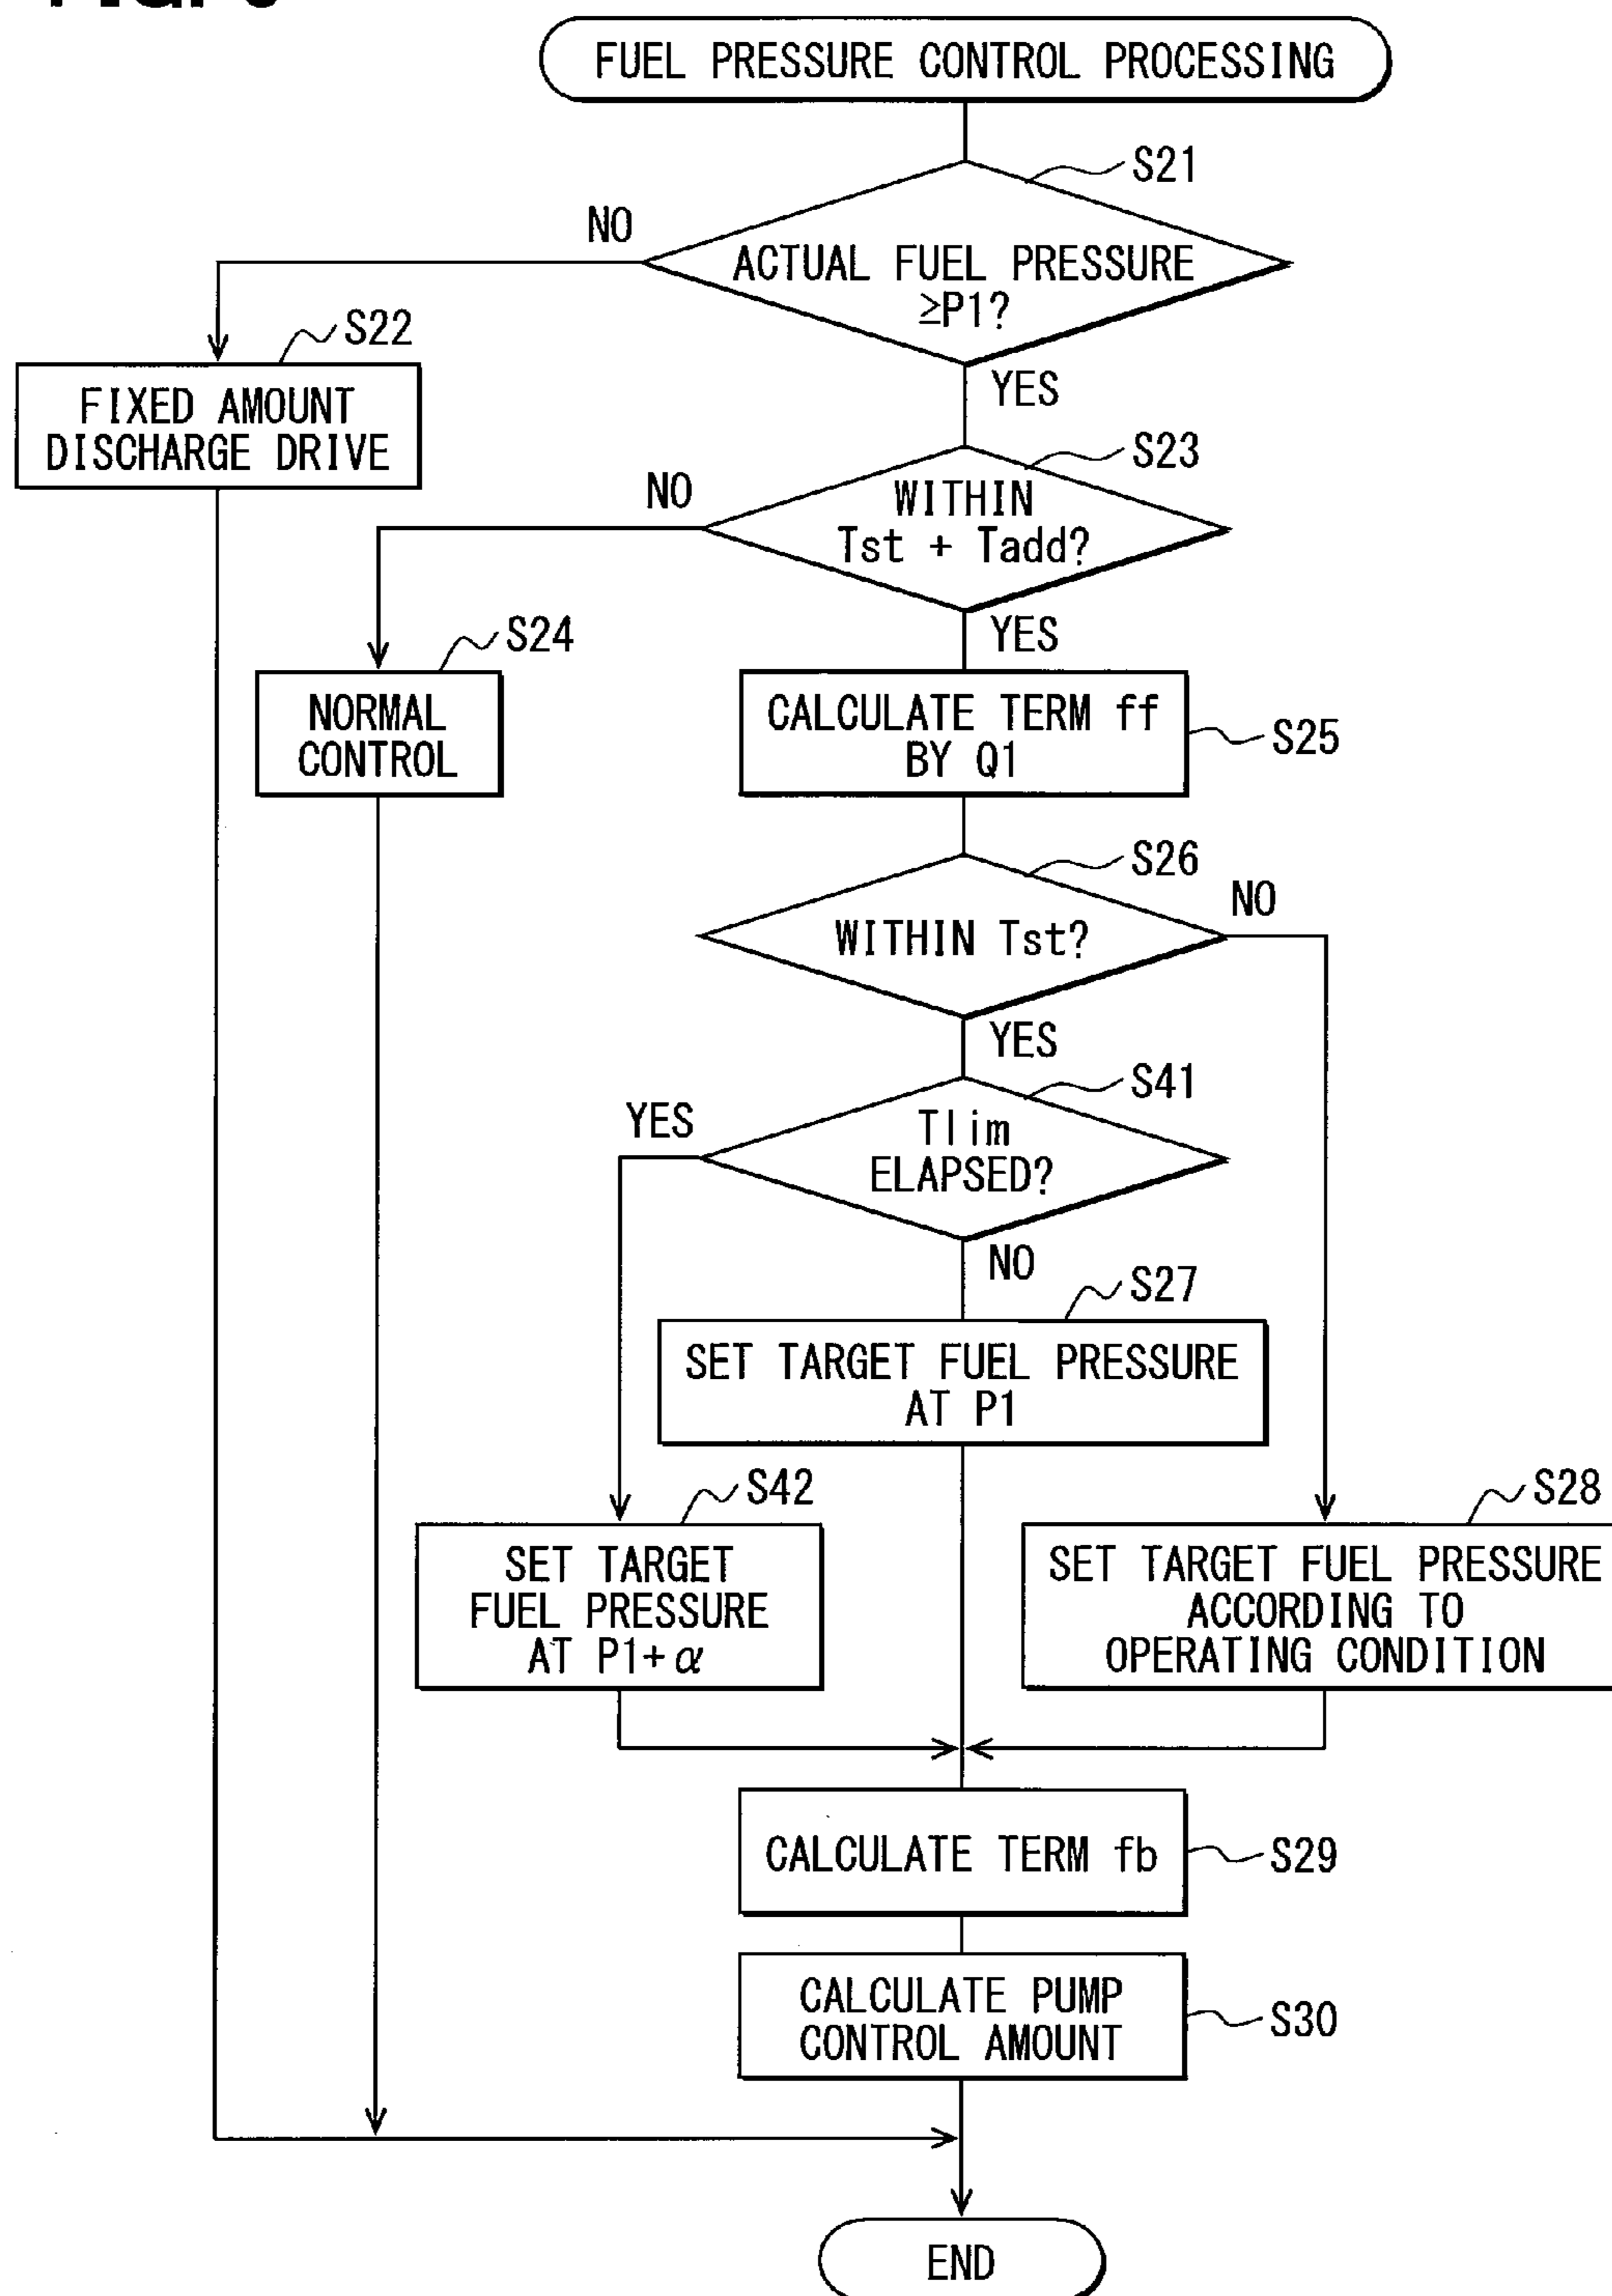 FUEL PRESSURE CONTROL PROCESSING
S21
NO
ACTUAL FUEL PRESSURE
≥P1?
YES
S22
FIXED AMOUNT
DISCHARGE DRIVE
S23
NO
WITHIN
Tst + Tadd?
YES
S24
NORMAL
CONTROL
CALCULATE TERM ff
BY Q1
S25
S26
NO
WITHIN Tst?
YES
S41
YES
Tlim
ELAPSED?
NO
S27
SET TARGET FUEL PRESSURE
AT P1
S42
SET TARGET
FUEL PRESSURE
AT P1+α
S28
SET TARGET FUEL PRESSURE
ACCORDING TO
OPERATING CONDITION
CALCULATE TERM fb
S29
CALCULATE PUMP
CONTROL AMOUNT
S30
END